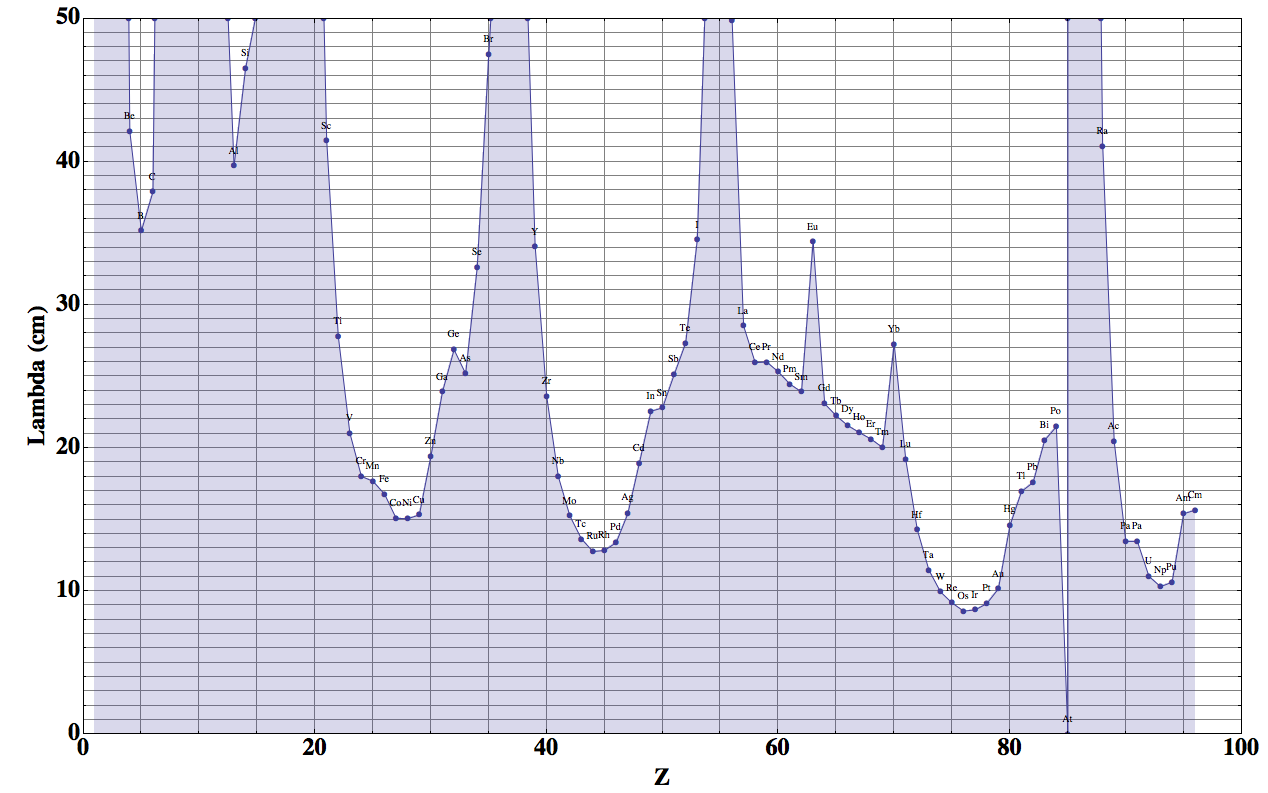 50
40
30
20
10
0
Lambda (cm)
Be
B
C
Al
Si
Sc
Ti
V
Cr
Mn
Fe
Co
Ni
Cu
Zn
Ga
Ge
As
Se
Br
Y
Zr
Nb
Mo
Tc
Ru
Rh
Pd
Ag
Cd
In
Sn
Sb
Te
I
La
Ce
Pr
Nd
Pm
Sm
Eu
Gd
Tb
Dy
Ho
Er
Tm
Yb
Lu
Hf
Ta
W
Re
Os
Ir
Pt
Au
Hg
Tl
Pb
Bi
Po
At
Ra
Ac
Pa
Pa
U
Np
Pu
Am
Cm
0 20 40 60 80 100
Z